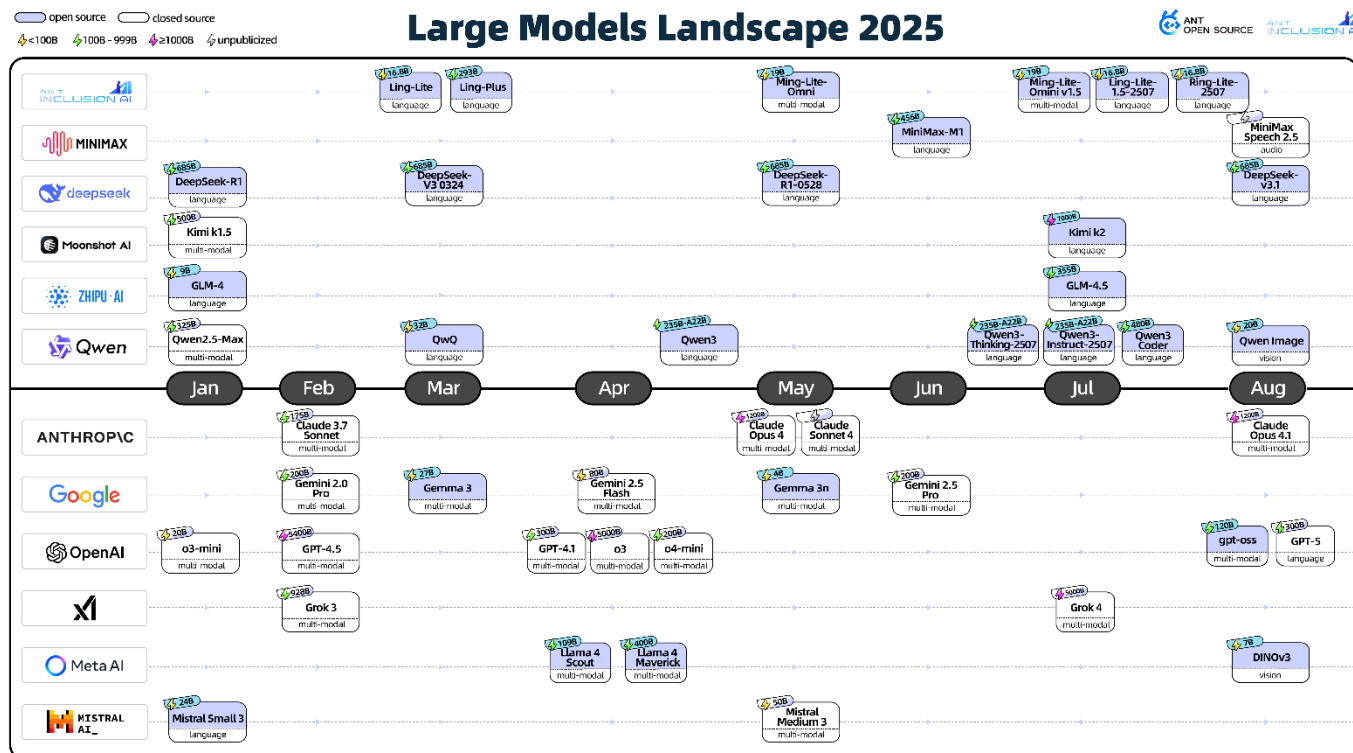 open source closed source
<100B 100B - 999B ≥1000B unpublicized
Large Models Landscape 2025
ANT OPEN SOURCE
ANT INCLUSION AI
ANT INCLUSION AI
16.8B
Ling-Lite
language
293B
Ling-Plus
language
19B
Ming-Lite-
Omni
multi-modal
19B
Ming-Lite-
Omni v1.5
multi-modal
16.8B
Ling-Lite-
1.5-2507
language
16.8B
Ring-Lite-
2507
language
MINIMAX
456B
MiniMax-M1
language
MiniMax
Speech 2.5
audio
deepseek
685B
DeepSeek-R1
language
685B
DeepSeek-
V3 0324
language
685B
DeepSeek-
R1-0528
language
685B
DeepSeek-
v3.1
language
Moonshot AI
500B
Kimi k1.5
multi-modal
1000B
Kimi k2
language
ZHIPU·AI
9B
GLM-4
language
355B
GLM-4.5
language
Qwen
325B
Qwen2.5-Max
multi-modal
32B
QwQ
language
235B-A22B
Qwen3
language
235B-A22B
Qwen3-
Thinking-2507
language
235B-A22B
Qwen3-
Instruct-2507
language
480B
Qwen3
Coder
language
20B
Qwen Image
vision
Jan Feb Mar Apr May Jun Jul Aug
ANTHROP\C
175B
Claude 3.7
Sonnet
multi-modal
1200B
Claude
Opus 4
multi-modal
Claude
Sonnet 4
multi-modal
1200B
Claude
Opus 4.1
multi-modal
Google
200B
Gemini 2.0
Pro
multi-modal
27B
Gemma 3
multi-modal
80B
Gemini 2.5
Flash
multi-modal
4B
Gemma 3n
multi-modal
200B
Gemini 2.5
Pro
multi-modal
OpenAI
20B
o3-mini
multi-modal
5400B
GPT-4.5
multi-modal
300B
GPT-4.1
multi-modal
5000B
o3
multi-modal
200B
o4-mini
multi-modal
120B
gpt-oss
multi-modal
300B
GPT-5
language
xI
928B
Grok 3
multi-modal
3000B
Grok 4
multi-modal
Meta AI
109B
Llama 4
Scout
multi-modal
400B
Llama 4
Maverick
multi-modal
7B
DINOv3
vision
MISTRAL
AI_
24B
Mistral Small 3
language
50B
Mistral
Medium 3
multi-modal